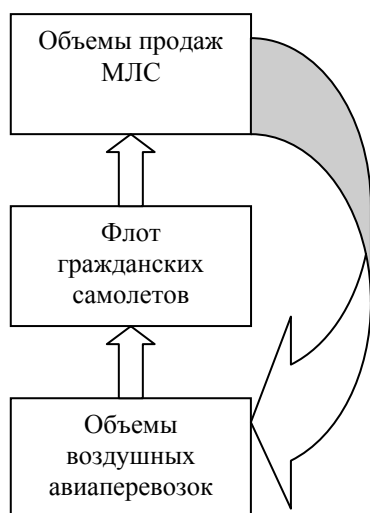 Объемы продаж
МЛС
Флот
гражданских
самолетов
Объемы
воздушных
авиаперевозок